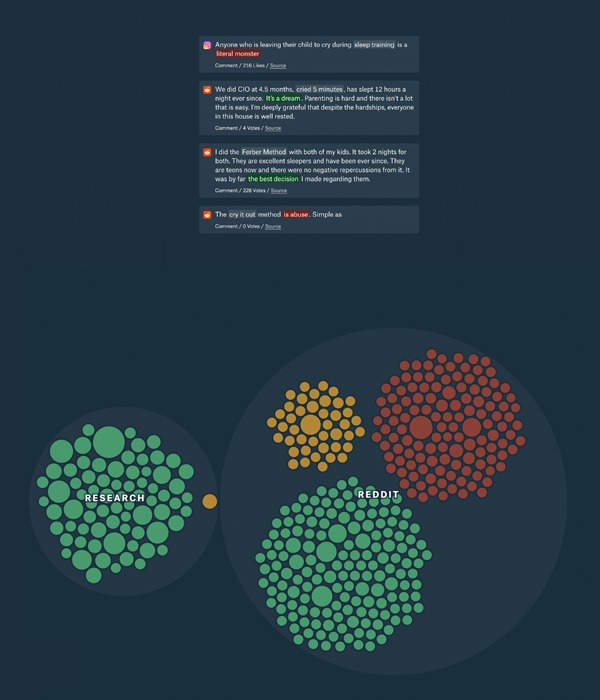 Anyone who is leaving their child to cry during sleep training is a
literal monster
Comment / 216 Likes / Source
We did CIO at 4.5 months, cried 5 minutes, has slept 12 hours a
night ever since. It's a dream. Parenting is hard and there isn't a lot
that is easy. I'm deeply grateful that despite the hardships, everyone
in this house is well rested.
Comment / 4 Votes / Source
I did the Ferber Method with both of my kids. It took 2 nights for
both. They are excellent sleepers and have been ever since. They
are teens now and there were no negative repercussions from it. It
was by far the best decision I made regarding them.
Comment / 228 Votes / Source
The cry it out method is abuse. Simple as
Comment / 0 Votes / Source
REDDIT
RESEARCH